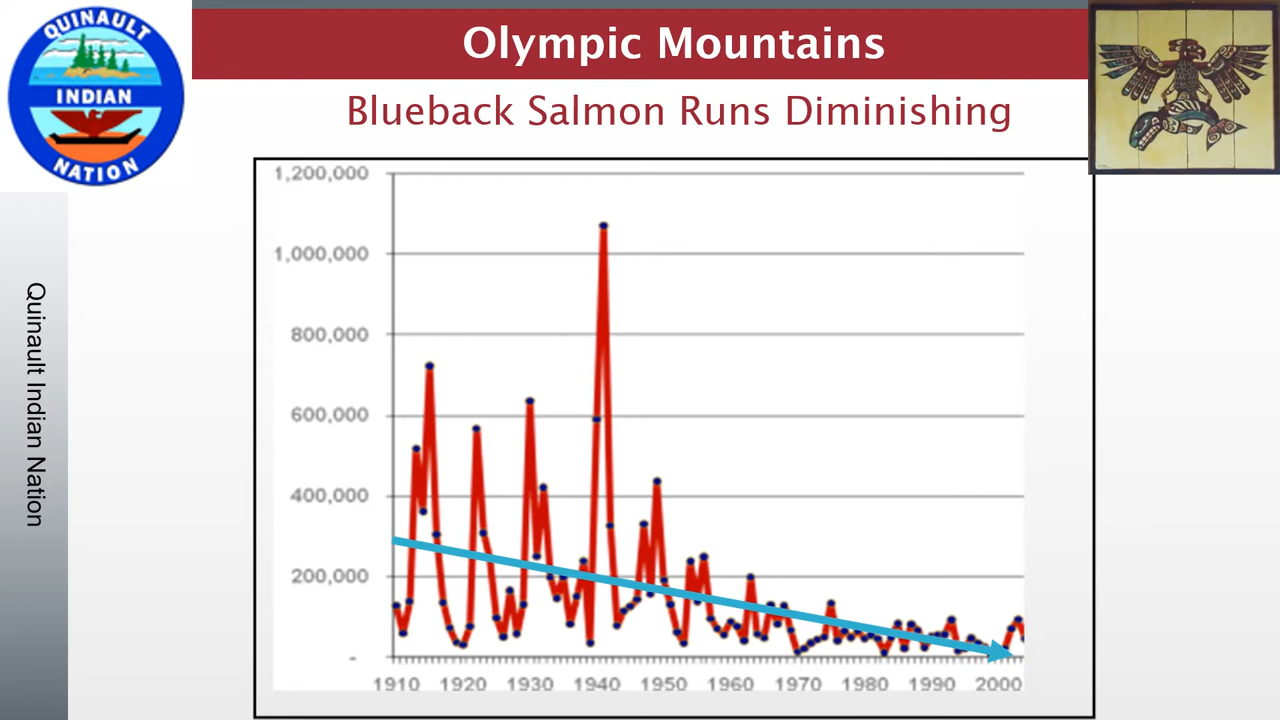 QUINAULT
INDIAN
NATION
Olympic Mountains
Blueback Salmon Runs Diminishing
Quinault Indian Nation
1,200,000
1,000,000
800,000
600,000
400,000
200,000
-
1910 1920 1930 1940 1950 1960 1970 1980 1990 2000